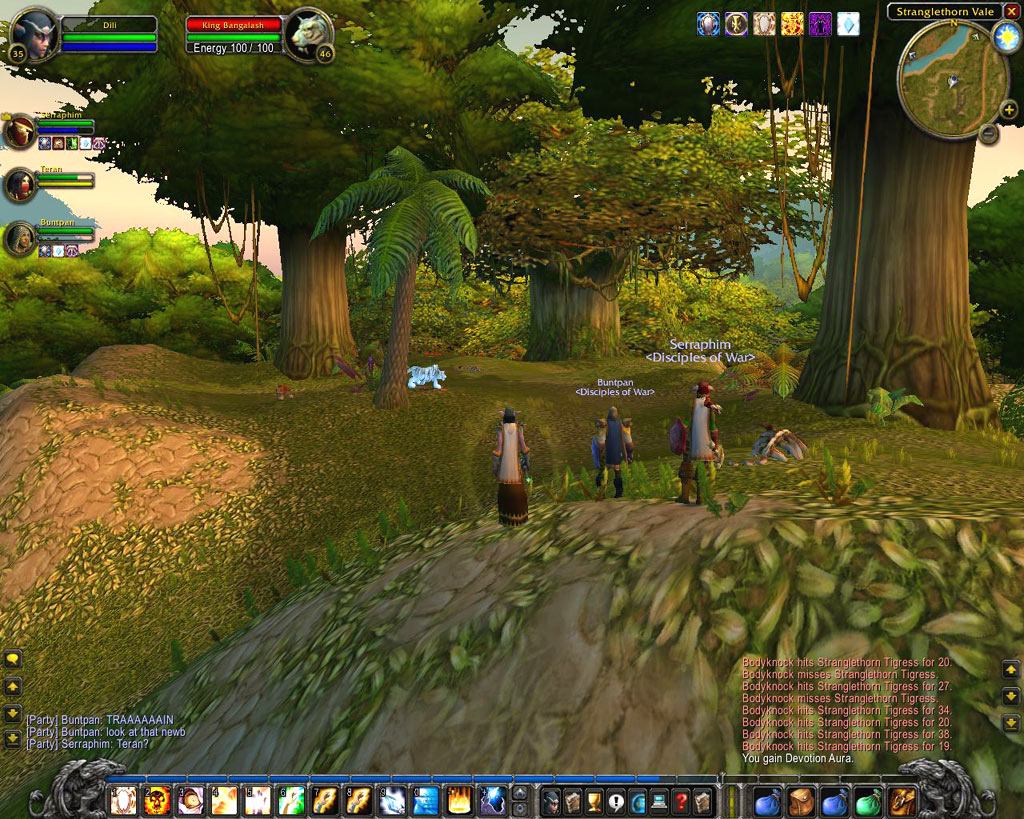 Dili
35
King Bangalash
Energy 100 / 100
46
Stranglethorn Vale
N
Serraphim
Teran
Buntpan
Serraphim
<Disciples of War>
Buntpan
<Disciples of War>
Bodyknock hits Stranglethorn Tigress for 20.
Bodyknock misses Stranglethorn Tigress.
Bodyknock hits Stranglethorn Tigress for 27.
Bodyknock misses Stranglethorn Tigress.
Bodyknock hits Stranglethorn Tigress for 34.
Bodyknock hits Stranglethorn Tigress for 20.
Bodyknock hits Stranglethorn Tigress for 38.
Bodyknock hits Stranglethorn Tigress for 19.
You gain Devotion Aura.
[Party] Buntpan: TRAAAAAAIN
[Party] Buntpan: look at that newb
[Party] Serraphim: Teran?